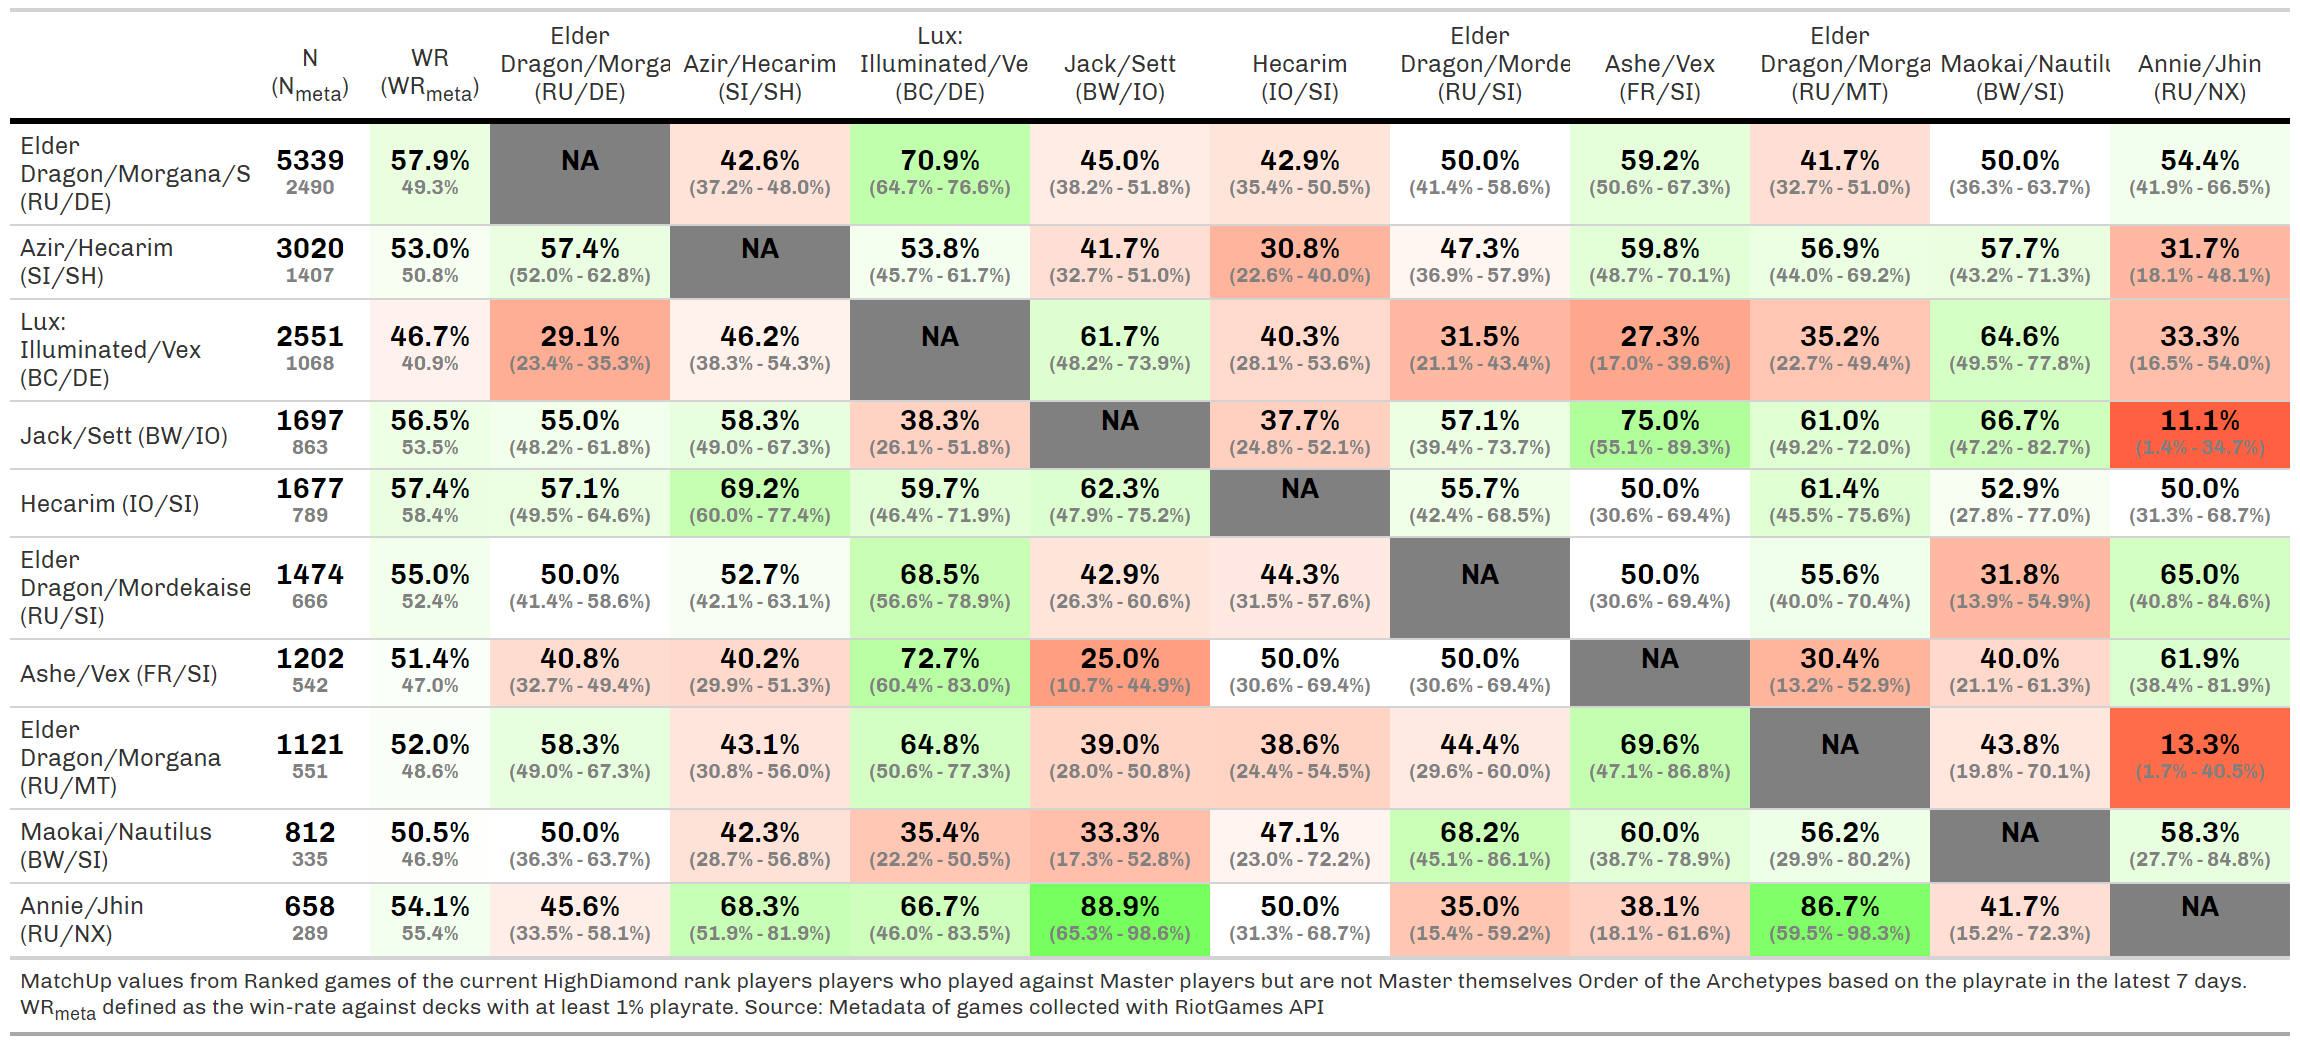 N (Nmeta) WR (WRmeta) Elder Dragon/Morga (RU/DE) Azir/Hecarim (SI/SH) Lux: Illuminated/Ve (BC/DE) Jack/Sett (BW/IO) Hecarim (IO/SI) Elder Dragon/Morde (RU/SI) Ashe/Vex (FR/SI) Elder Dragon/Morga (RU/MT) Maokai/Nautilu (BW/SI) Annie/Jhin (RU/NX)
Elder Dragon/Morgana/S (RU/DE) 5339 57.9% NA 42.6% 70.9% 45.0% 42.9% 50.0% 59.2% 41.7% 50.0% 54.4%
2490 49.3% (37.2% - 48.0%) (64.7% - 76.6%) (38.2% - 51.8%) (35.4% - 50.5%) (41.4% - 58.6%) (50.6% - 67.3%) (32.7% - 51.0%) (36.3% - 63.7%) (41.9% - 66.5%)
Azir/Hecarim (SI/SH) 3020 53.0% 57.4% NA 53.8% 41.7% 30.8% 47.3% 59.8% 56.9% 57.7% 31.7%
1407 50.8% (52.0% - 62.8%) (45.7% - 61.7%) (32.7% - 51.0%) (22.6% - 40.0%) (36.9% - 57.9%) (48.7% - 70.1%) (44.0% - 69.2%) (43.2% - 71.3%) (18.1% - 48.1%)
Lux: Illuminated/Vex (BC/DE) 2551 46.7% 29.1% 46.2% NA 61.7% 40.3% 31.5% 27.3% 35.2% 64.6% 33.3%
1068 40.9% (23.4% - 35.3%) (38.3% - 54.3%) (48.2% - 73.9%) (28.1% - 53.6%) (21.1% - 43.4%) (17.0% - 39.6%) (22.7% - 49.4%) (49.5% - 77.8%) (16.5% - 54.0%)
Jack/Sett (BW/IO) 1697 56.5% 55.0% 58.3% 38.3% NA 37.7% 57.1% 75.0% 61.0% 66.7% 11.1%
863 53.5% (48.2% - 61.8%) (49.0% - 67.3%) (26.1% - 51.8%) (24.8% - 52.1%) (39.4% - 73.7%) (55.1% - 89.3%) (49.2% - 72.0%) (47.2% - 82.7%) (1.4% - 34.7%)
Hecarim (IO/SI) 1677 57.4% 57.1% 69.2% 59.7% 62.3% NA 55.7% 50.0% 61.4% 52.9% 50.0%
789 58.4% (49.5% - 64.6%) (60.0% - 77.4%) (46.4% - 71.9%) (47.9% - 75.2%) (42.4% - 68.5%) (30.6% - 69.4%) (45.5% - 75.6%) (27.8% - 77.0%) (31.3% - 68.7%)
Elder Dragon/Mordekaise (RU/SI) 1474 55.0% 50.0% 52.7% 68.5% 42.9% 44.3% NA 50.0% 55.6% 31.8% 65.0%
666 52.4% (41.4% - 58.6%) (42.1% - 63.1%) (56.6% - 78.9%) (26.3% - 60.6%) (31.5% - 57.6%) (30.6% - 69.4%) (40.0% - 70.4%) (13.9% - 54.9%) (40.8% - 84.6%)
Ashe/Vex (FR/SI) 1202 51.4% 40.8% 40.2% 72.7% 25.0% 50.0% 50.0% NA 30.4% 40.0% 61.9%
542 47.0% (32.7% - 49.4%) (29.9% - 51.3%) (60.4% - 83.0%) (10.7% - 44.9%) (30.6% - 69.4%) (30.6% - 69.4%) (13.2% - 52.9%) (21.1% - 61.3%) (38.4% - 81.9%)
Elder Dragon/Morgana (RU/MT) 1121 52.0% 58.3% 43.1% 64.8% 39.0% 38.6% 44.4% 69.6% NA 43.8% 13.3%
551 48.6% (49.0% - 67.3%) (30.8% - 56.0%) (50.6% - 77.3%) (28.0% - 50.8%) (24.4% - 54.5%) (29.6% - 60.0%) (47.1% - 86.8%) (19.8% - 70.1%) (1.7% - 40.5%)
Maokai/Nautilus (BW/SI) 812 50.5% 50.0% 42.3% 35.4% 33.3% 47.1% 68.2% 60.0% 56.2% NA 58.3%
335 46.9% (36.3% - 63.7%) (28.7% - 56.8%) (22.2% - 50.5%) (17.3% - 52.8%) (23.0% - 72.2%) (45.1% - 86.1%) (38.7% - 78.9%) (29.9% - 80.2%) (27.7% - 84.8%)
Annie/Jhin (RU/NX) 658 54.1% 45.6% 68.3% 66.7% 88.9% 50.0% 35.0% 38.1% 86.7% 41.7% NA
289 55.4% (33.5% - 58.1%) (51.9% - 81.9%) (46.0% - 83.5%) (65.3% - 98.6%) (31.3% - 68.7%) (15.4% - 59.2%) (18.1% - 61.6%) (59.5% - 98.3%) (15.2% - 72.3%)
MatchUp values from Ranked games of the current HighDiamond rank players players who played against Master players but are not Master themselves Order of the Archetypes based on the playrate in the latest 7 days.
WRmeta defined as the win-rate against decks with at least 1% playrate. Source: Metadata of games collected with RiotGames API